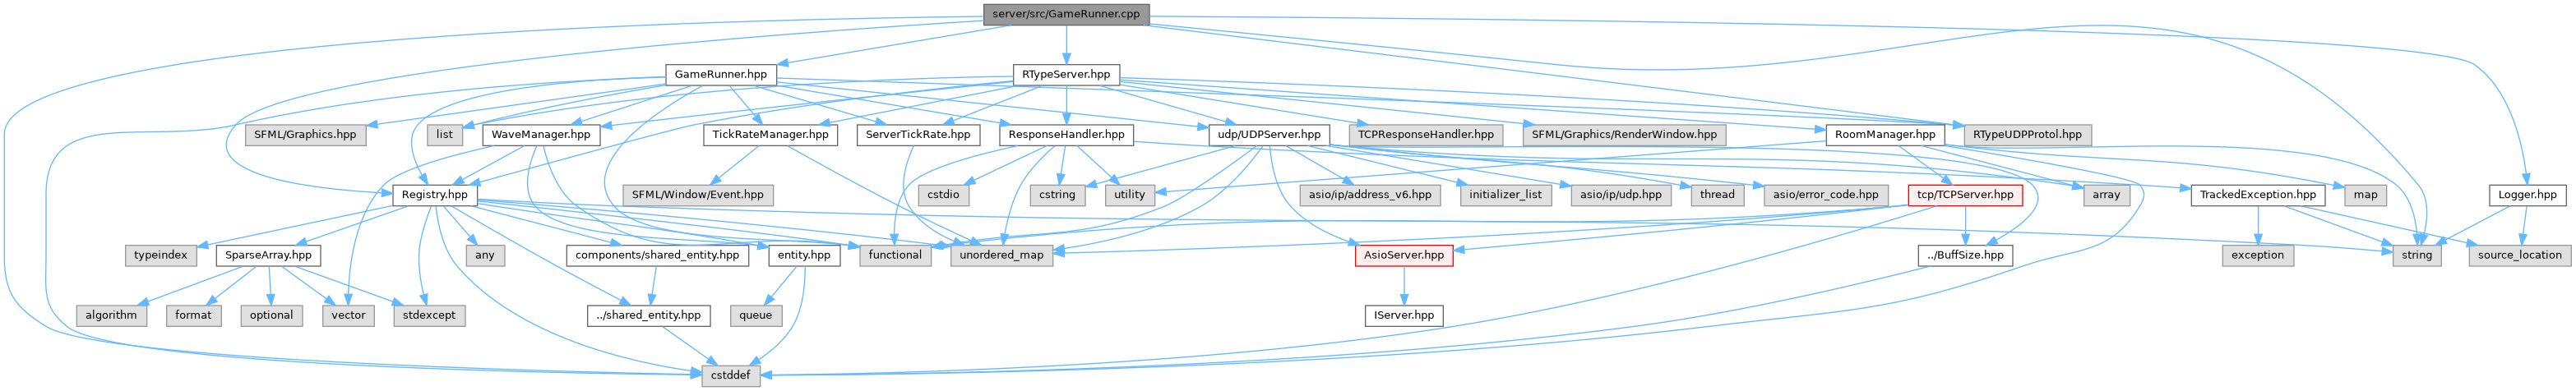 server/src/GameRunner.cpp
GameRunner.hpp
RTypeServer.hpp
SFML/Graphics.hpp
list
WaveManager.hpp
TickRateManager.hpp
ServerTickRate.hpp
ResponseHandler.hpp
udp/UDPServer.hpp
TCPResponseHandler.hpp
SFML/Graphics/RenderWindow.hpp
RoomManager.hpp
RTypeUDPProtol.hpp
Registry.hpp
SFML/Window/Event.hpp
cstdio
cstring
utility
asio/ip/address_v6.hpp
initializer_list
asio/ip/udp.hpp
thread
asio/error_code.hpp
tcp/TCPServer.hpp
array
TrackedException.hpp
map
Logger.hpp
typeindex
SparseArray.hpp
any
components/shared_entity.hpp
entity.hpp
functional
unordered_map
AsioServer.hpp
../BuffSize.hpp
exception
string
source_location
algorithm
format
optional
vector
stdexcept
../shared_entity.hpp
queue
IServer.hpp
cstddef